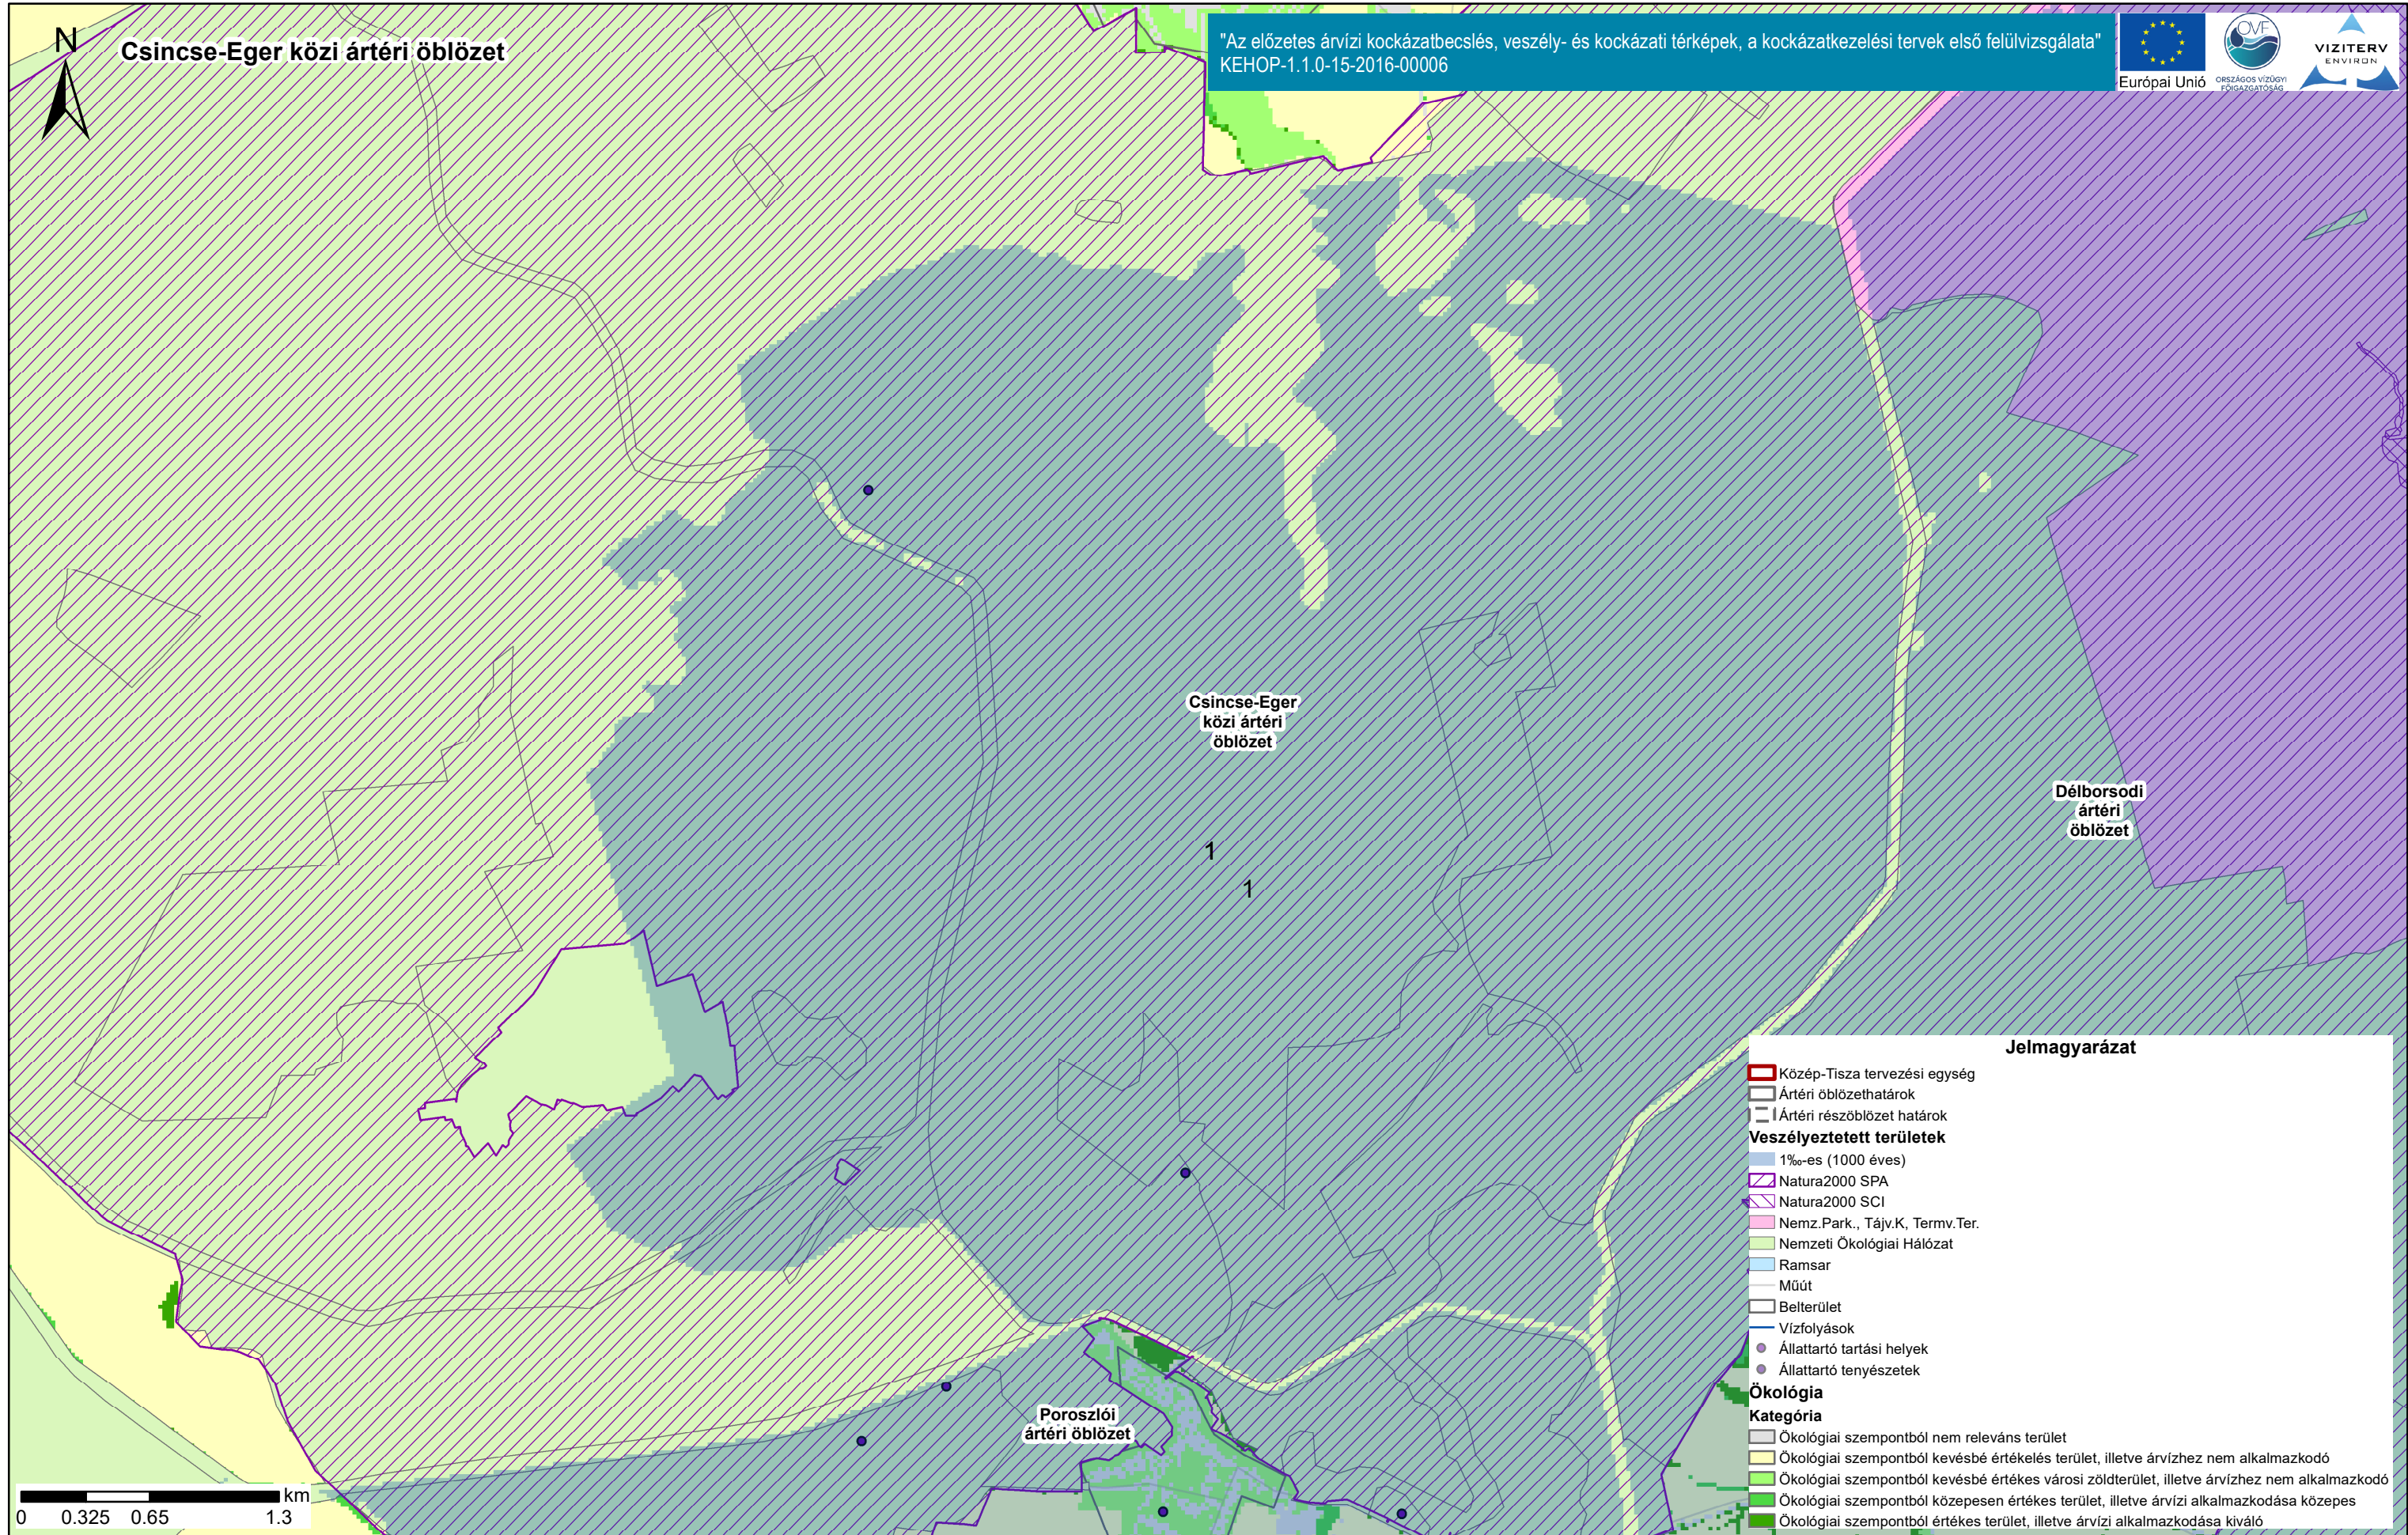 N
Csincse-Eger közi ártéri öblözet
"Az előzetes árvízi kockázatbecslés, veszély- és kockázati térképek, a kockázatkezelési tervek első felülvizsgálata"
KEHOP-1.1.0-15-2016-00006
Európai Unió
OVF
ORSZÁGOS VÍZÜGYI
FŐIGAZGATÓSÁG
VIZITERV
ENVIRON
Csincse-Eger
közi ártéri
öblözet
Délborsodi
ártéri
öblözet
1
1
Poroszlói
ártéri öblözet
km
0 0.325 0.65 1.3
Jelmagyarázat
Közép-Tisza tervezési egység
Ártéri öblözethatárok
Ártéri részöblözet határok
Veszélyeztetett területek
1‰-es (1000 éves)
Natura2000 SPA
Natura2000 SCI
Nemz.Park., Tájv.K, Termv.Ter.
Nemzeti Ökológiai Hálózat
Ramsar
Műút
Belterület
Vízfolyások
Állattartó tartási helyek
Állattartó tenyészetek
Ökológia
Kategória
Ökológiai szempontból nem releváns terület
Ökológiai szempontból kevésbé értékelés terület, illetve árvízhez nem alkalmazkodó
Ökológiai szempontból kevésbé értékes városi zöldterület, illetve árvízhez nem alkalmazkodó
Ökológiai szempontból közepesen értékes terület, illetve árvízi alkalmazkodása közepes
Ökológiai szempontból értékes terület, illetve árvízi alkalmazkodása kiváló